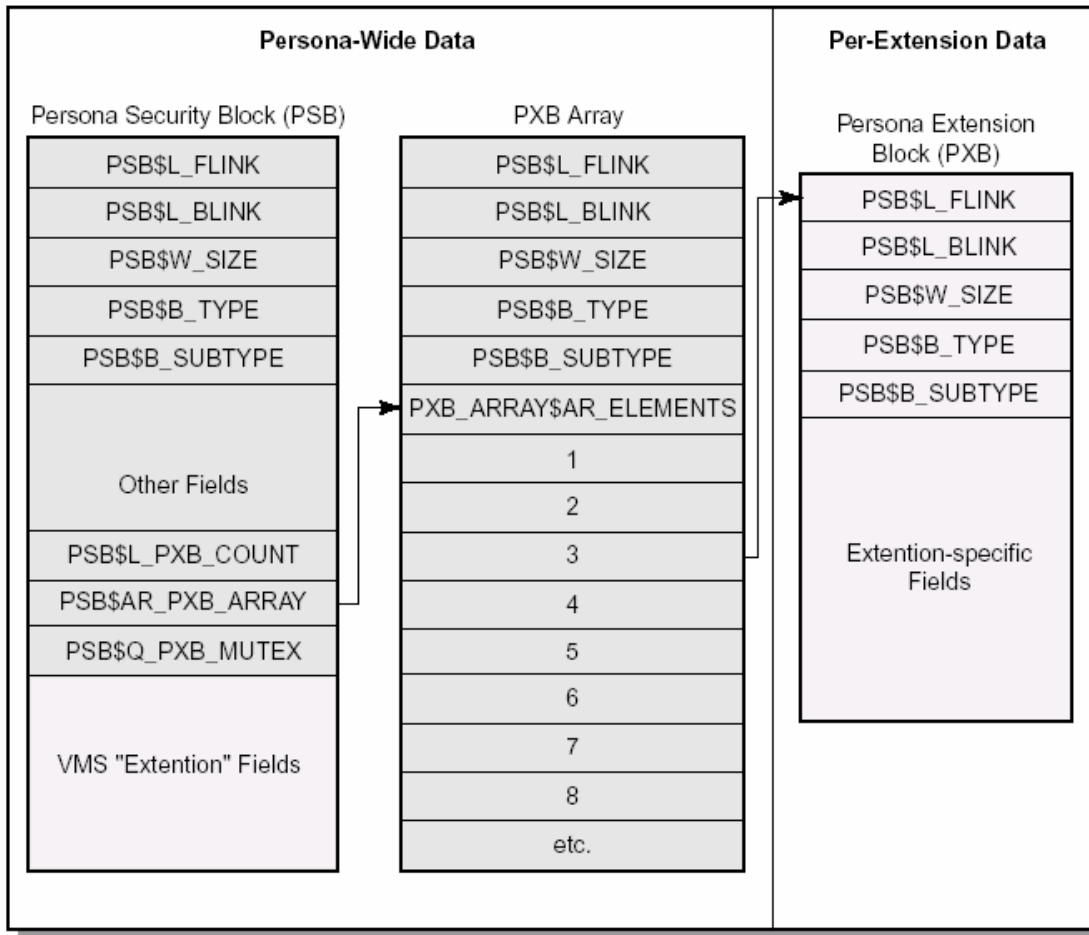 Persona-Wide Data
Per-Extension Data
Persona Security Block (PSB)
PSB$L_FLINK
PSB$L_BLINK
PSB$W_SIZE
PSB$B_TYPE
PSB$B_SUBTYPE
Other Fields
PSB$L_PXB_COUNT
PSB$AR_PXB_ARRAY
PSB$Q_PXB_MUTEX
VMS "Extention" Fields
PXB Array
PSB$L_FLINK
PSB$L_BLINK
PSB$W_SIZE
PSB$B_TYPE
PSB$B_SUBTYPE
PXB_ARRAY$AR_ELEMENTS
1
2
3
4
5
6
7
8
etc.
Persona Extension
Block (PXB)
PSB$L_FLINK
PSB$L_BLINK
PSB$W_SIZE
PSB$B_TYPE
PSB$B_SUBTYPE
Extention-specific
Fields